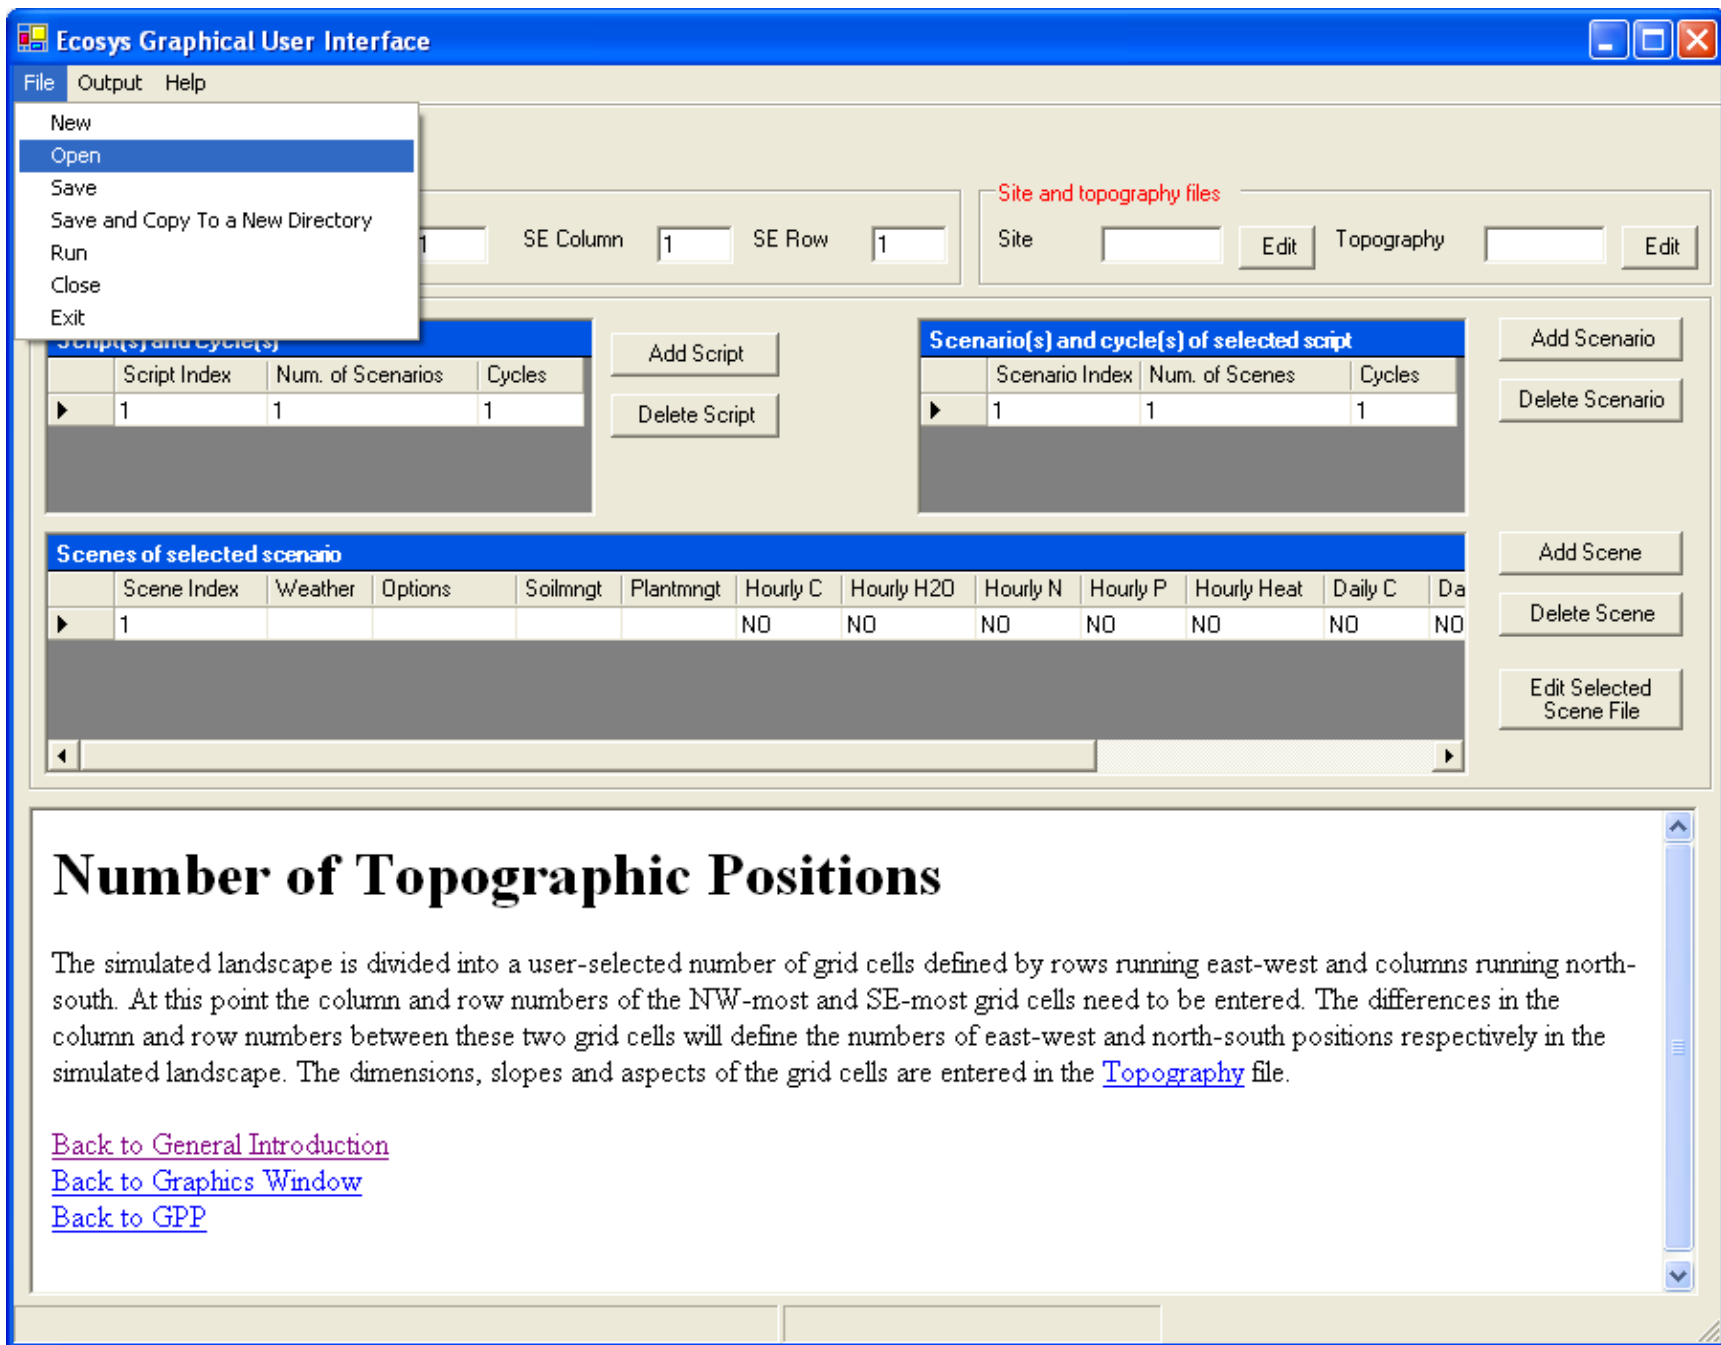 Ecosys Graphical User Interface
File Output Help
New
Open
Save
Save and Copy To a New Directory
Run
Close
Exit
1 SE Column 1 SE Row 1
Site and topography files
Site Edit Topography Edit
Script(s) and cycle(s)
Script Index Num. of Scenarios Cycles
1 1 1
Add Script
Delete Script
Scenario(s) and cycle(s) of selected script
Scenario Index Num. of Scenes Cycles
1 1 1
Add Scenario
Delete Scenario
Scenes of selected scenario
Scene Index Weather Options Soilmngt Plantmngt Hourly C Hourly H2O Hourly N Hourly P Hourly Heat Daily C Da
1 NO NO NO NO NO NO NO
Add Scene
Delete Scene
Edit Selected
Scene File
Number of Topographic Positions
The simulated landscape is divided into a user-selected number of grid cells defined by rows running east-west and columns running north-
south. At this point the column and row numbers of the NW-most and SE-most grid cells need to be entered. The differences in the
column and row numbers between these two grid cells will define the numbers of east-west and north-south positions respectively in the
simulated landscape. The dimensions, slopes and aspects of the grid cells are entered in the Topography file.
Back to General Introduction
Back to Graphics Window
Back to GPP